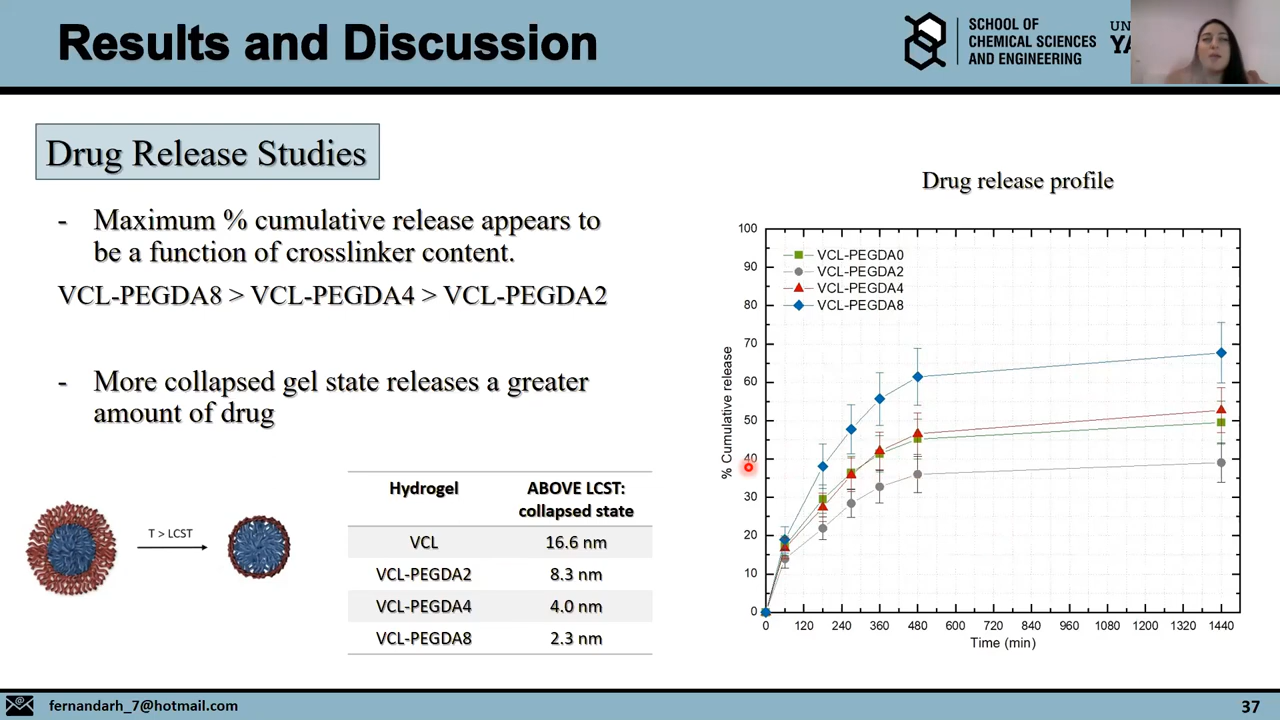 Results and Discussion
SCHOOL OF
CHEMICAL SCIENCES
AND ENGINEERING
UN
YA
Drug Release Studies
- Maximum % cumulative release appears to
be a function of crosslinker content.
VCL-PEGDA8 > VCL-PEGDA4 > VCL-PEGDA2
- More collapsed gel state releases a greater
amount of drug
T > LCST
Hydrogel ABOVE LCST:
collapsed state
VCL 16.6 nm
VCL-PEGDA2 8.3 nm
VCL-PEGDA4 4.0 nm
VCL-PEGDA8 2.3 nm
Drug release profile
100
90
80
70
60
50
40
30
20
10
0
% Cumulative release
VCL-PEGDA0
VCL-PEGDA2
VCL-PEGDA4
VCL-PEGDA8
0 120 240 360 480 600 720 840 960 1080 1200 1320 1440
Time (min)
fernandarh_7@hotmail.com
37